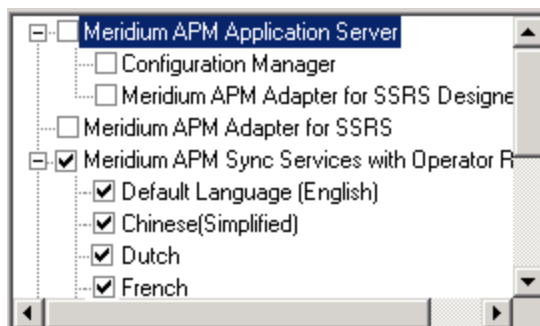 Meridium APM Application Server
Configuration Manager
Meridium APM Adapter for SSRS Designe
Meridium APM Adapter for SSRS
Meridium APM Sync Services with Operator R
Default Language (English)
Chinese(Simplified)
Dutch
French